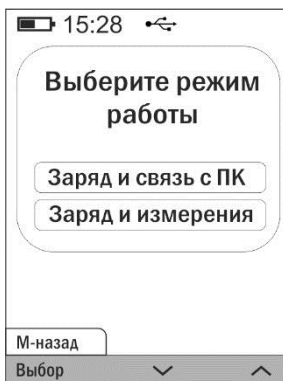 15:28
Выберите режим
работы
Заряд и связь с ПК
Заряд и измерения
М-назад
Выбор